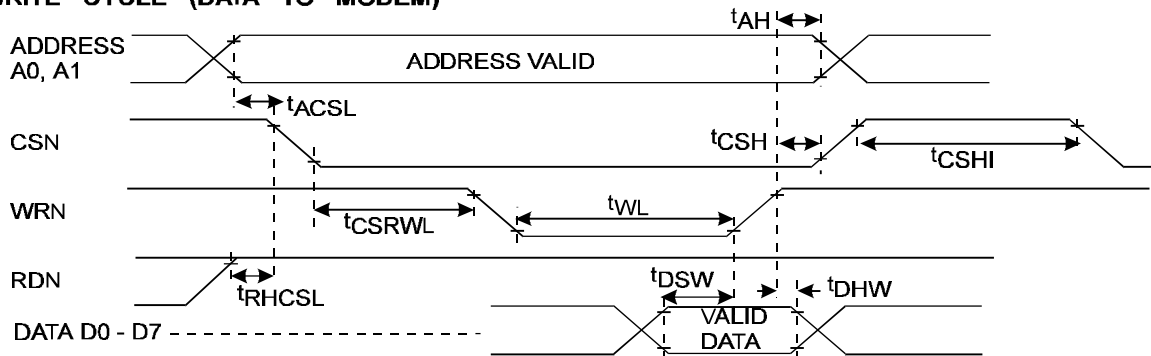 WRITE CYCLE (DATA TO MODEM)
tAH
ADDRESS
A0, A1
ADDRESS VALID
tACSL
CSN
tCSH
tCSHI
WRN
tCSRWL
tWL
RDN
tRHCSL
tDSW
tDHW
DATA D0 - D7
VALID
DATA